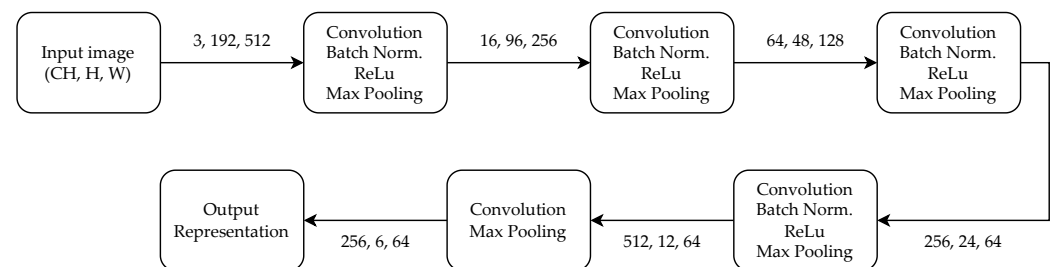 Input image
(CH, H, W)
3, 192, 512
Convolution
Batch Norm.
ReLu
Max Pooling
16, 96, 256
Convolution
Batch Norm.
ReLu
Max Pooling
64, 48, 128
Convolution
Batch Norm.
ReLu
Max Pooling
256, 24, 64
Convolution
Batch Norm.
ReLu
Max Pooling
512, 12, 64
Convolution
Max Pooling
256, 6, 64
Output
Representation